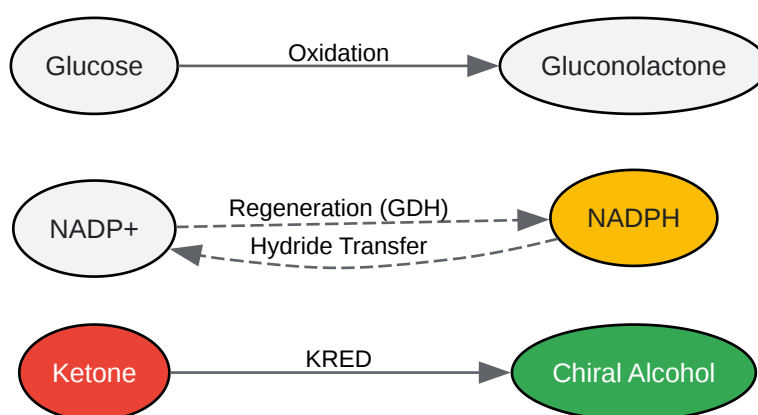 Glucose
Oxidation
Gluconolactone
NADP+
Regeneration (GDH)
Hydride Transfer
NADPH
Ketone
KRED
Chiral Alcohol